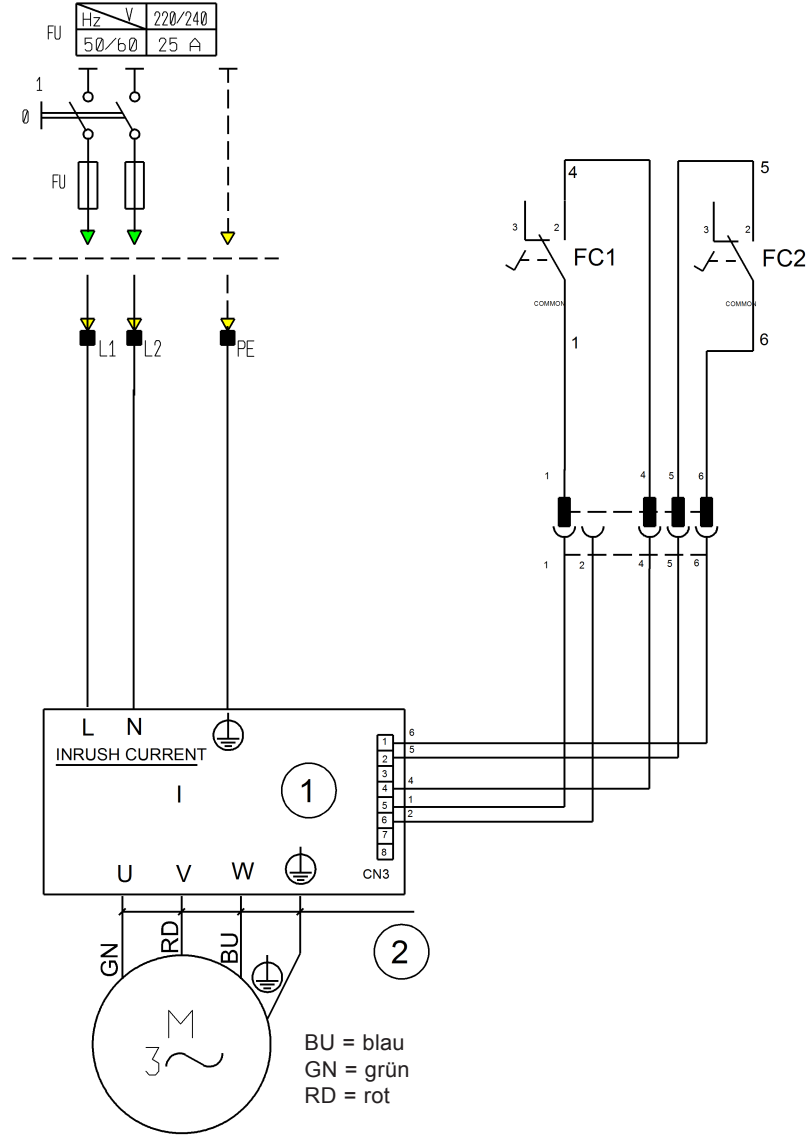 Hz V 220/240
FU 50/60 25 A
1
0
FU
4 5
3 2 FC1 3 2 FC2
COMMON COMMON
1 6
L1 L2 PE
1 4 5 6
1 2 4 5 6
L N
INRUSH CURRENT
I
1
1 6
2 5
3
4 4
5 1
6 2
7
8
CN3
U V W
GN RD BU
2
M
3
BU = blau
GN = grün
RD = rot